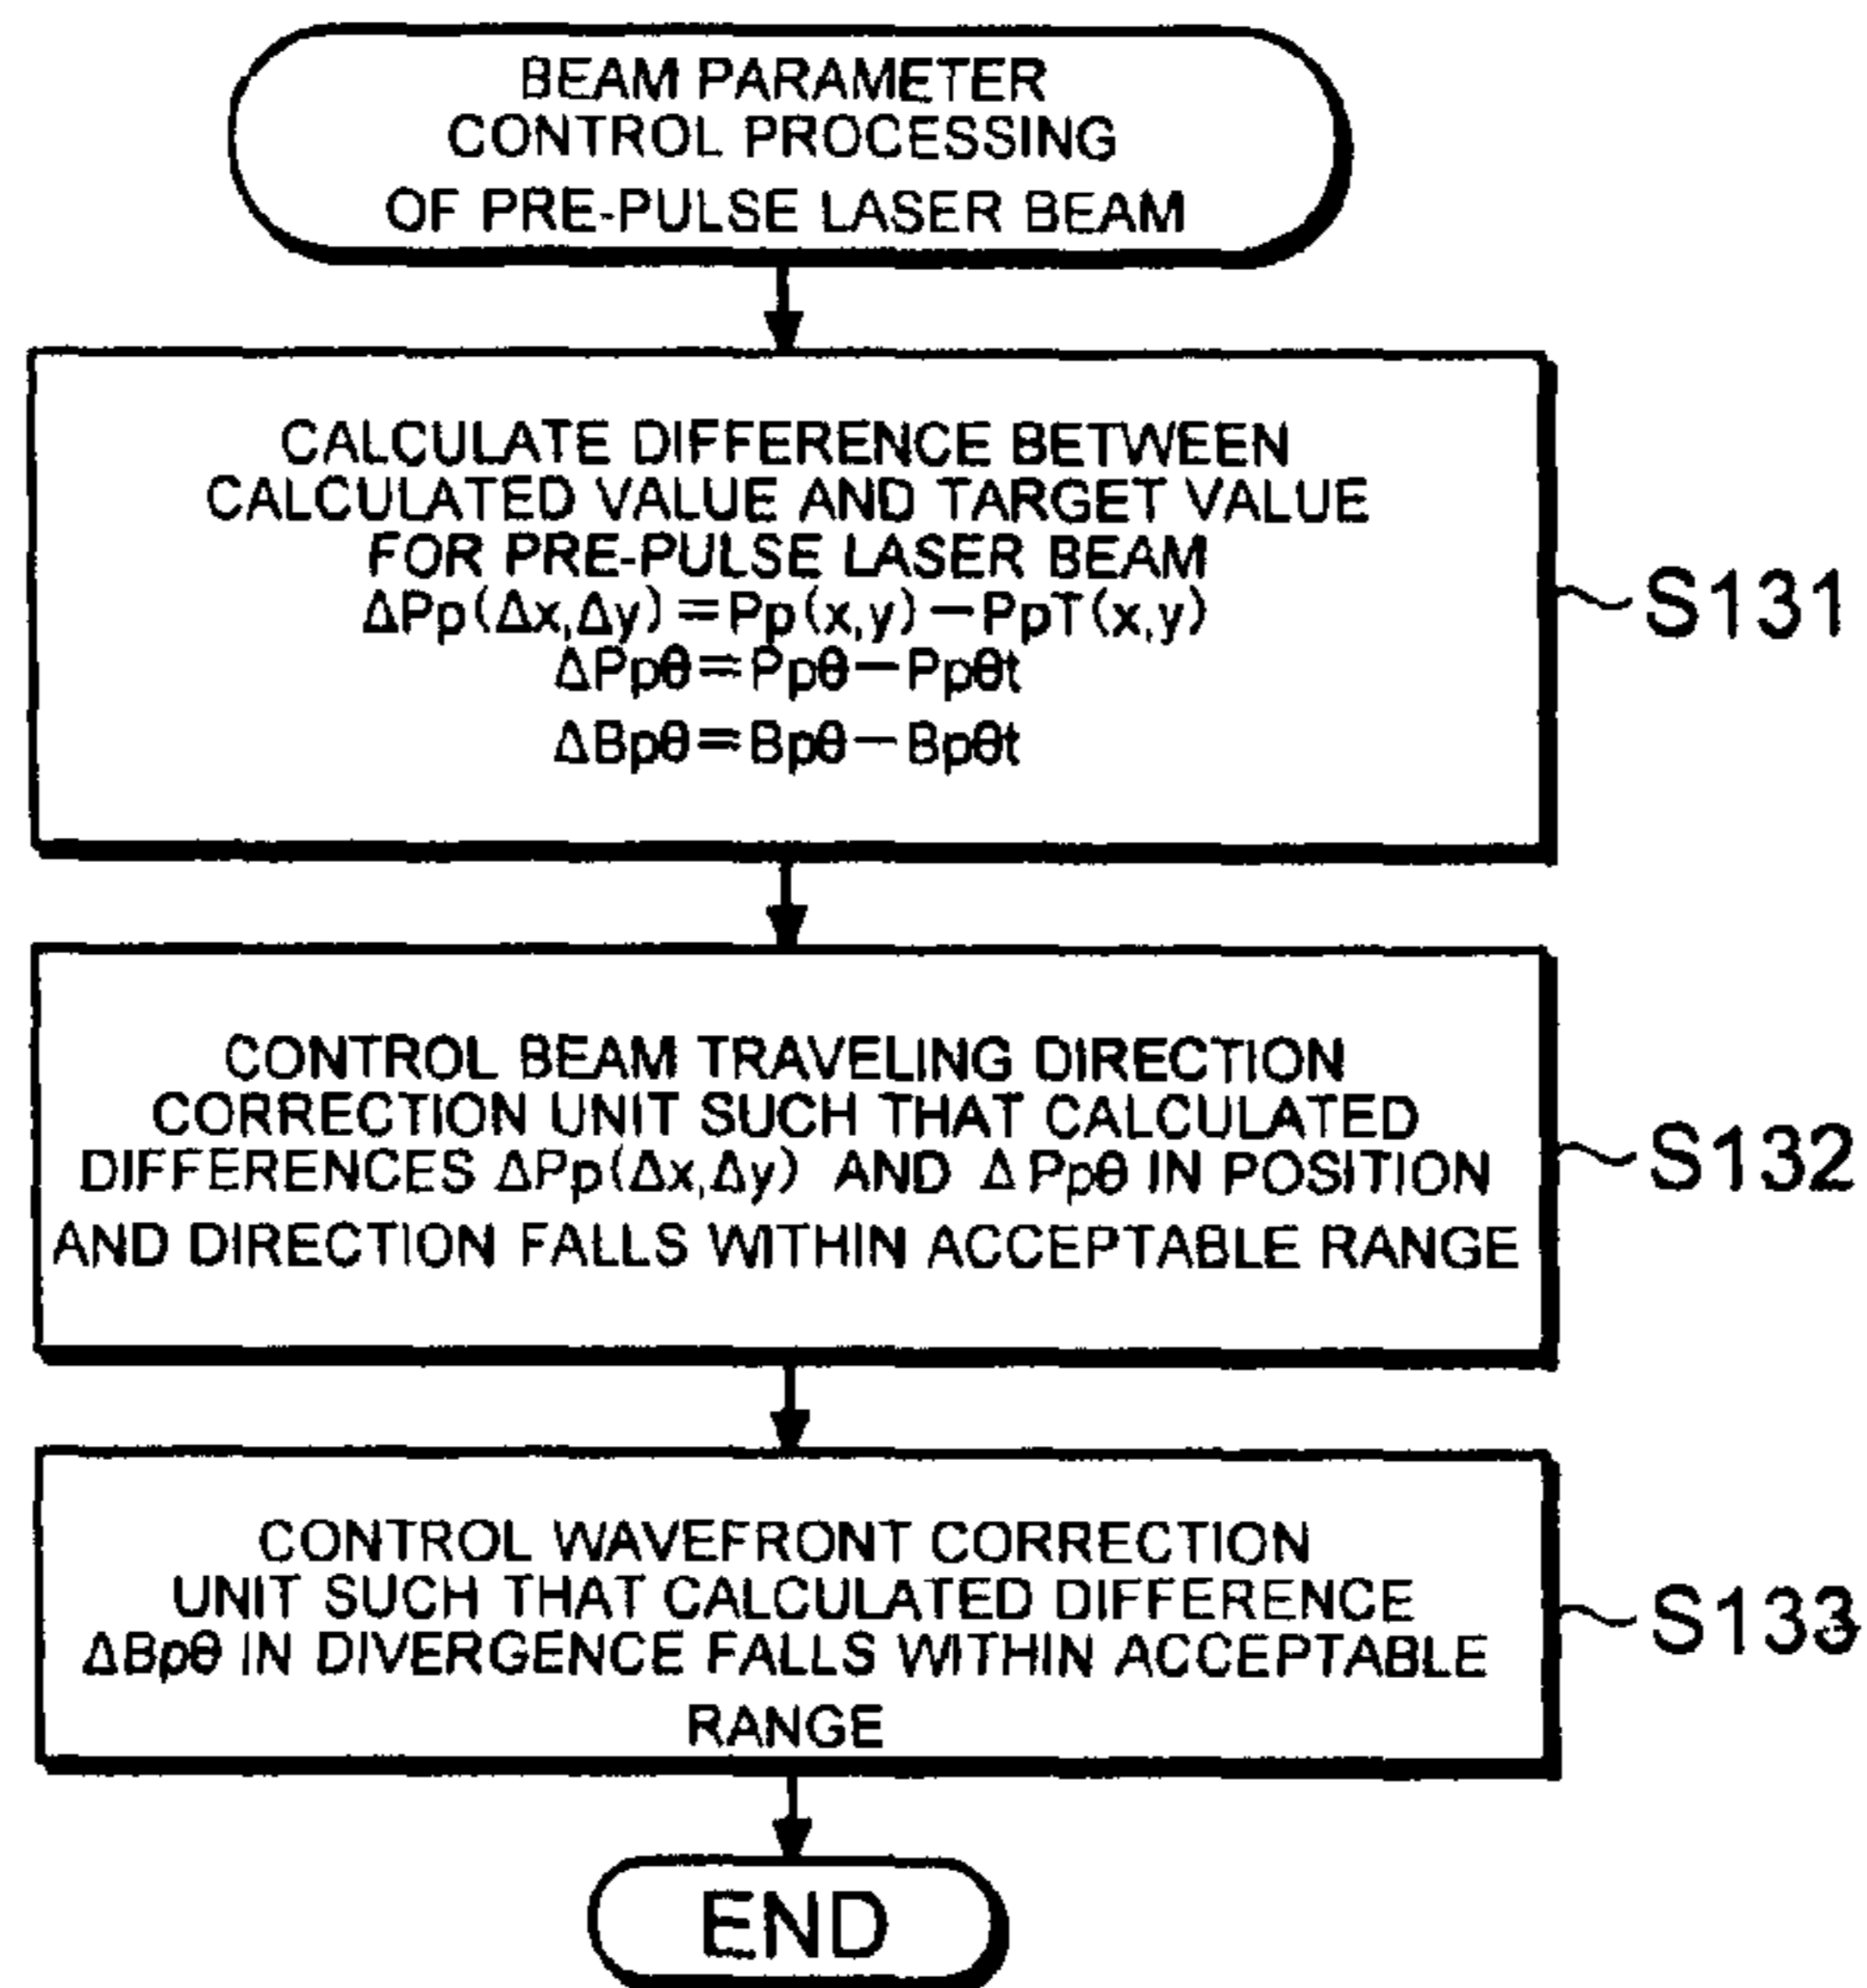 BEAM PARAMETER
CONTROL PROCESSING
OF PRE-PULSE LASER BEAM
CALCULATE DIFFERENCE BETWEEN
CALCULATED VALUE AND TARGET VALUE
FOR PRE-PULSE LASER BEAM
ΔPp(Δx,Δy)=Pp(x,y)−PpT(x,y)
ΔPpθ=Ppθ−Ppθt
ΔBpθ=Bpθ−Bpθt
S131
CONTROL BEAM TRAVELING DIRECTION
CORRECTION UNIT SUCH THAT CALCULATED
DIFFERENCES ΔPp(Δx,Δy) AND ΔPpθ IN POSITION
AND DIRECTION FALLS WITHIN ACCEPTABLE RANGE
S132
CONTROL WAVEFRONT CORRECTION
UNIT SUCH THAT CALCULATED DIFFERENCE
ΔBpθ IN DIVERGENCE FALLS WITHIN ACCEPTABLE
RANGE
S133
END